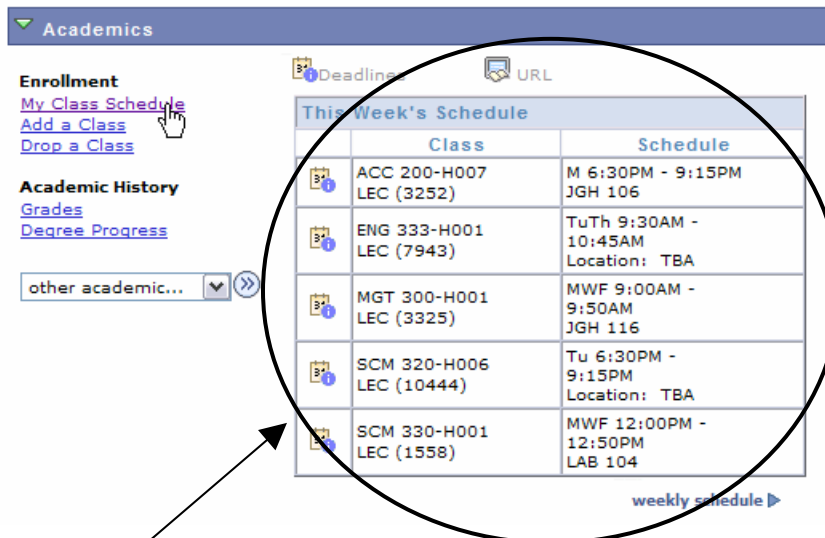 Academics
Enrollment
My Class Schedule
Add a Class
Drop a Class
Academic History
Grades
Degree Progress
other academic...
Deadlines
URL
This Week's Schedule
Class Schedule
ACC 200-H007 M 6:30PM - 9:15PM
LEC (3252) JGH 106
ENG 333-H001 TuTh 9:30AM -
LEC (7943) 10:45AM
Location: TBA
MGT 300-H001 MWF 9:00AM -
LEC (3325) 9:50AM
JGH 116
SCM 320-H006 Tu 6:30PM -
LEC (10444) 9:15PM
Location: TBA
SCM 330-H001 MWF 12:00PM -
LEC (1558) 12:50PM
LAB 104
weekly schedule